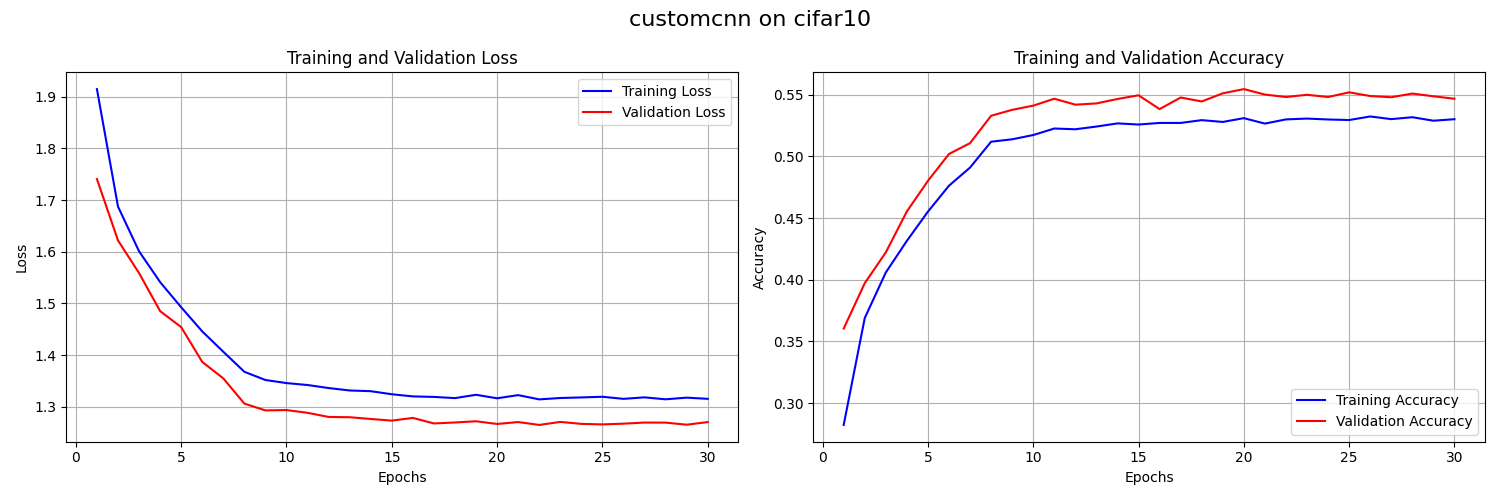 customcnn on cifar10
Training and Validation Loss
Training Loss
Validation Loss
1.9
1.8
1.7
1.6
1.5
1.4
1.3
Loss
0 5 10 15 20 25 30
Epochs
Training and Validation Accuracy
0.55
0.50
0.45
0.40
0.35
0.30
Accuracy
Training Accuracy
Validation Accuracy
0 5 10 15 20 25 30
Epochs